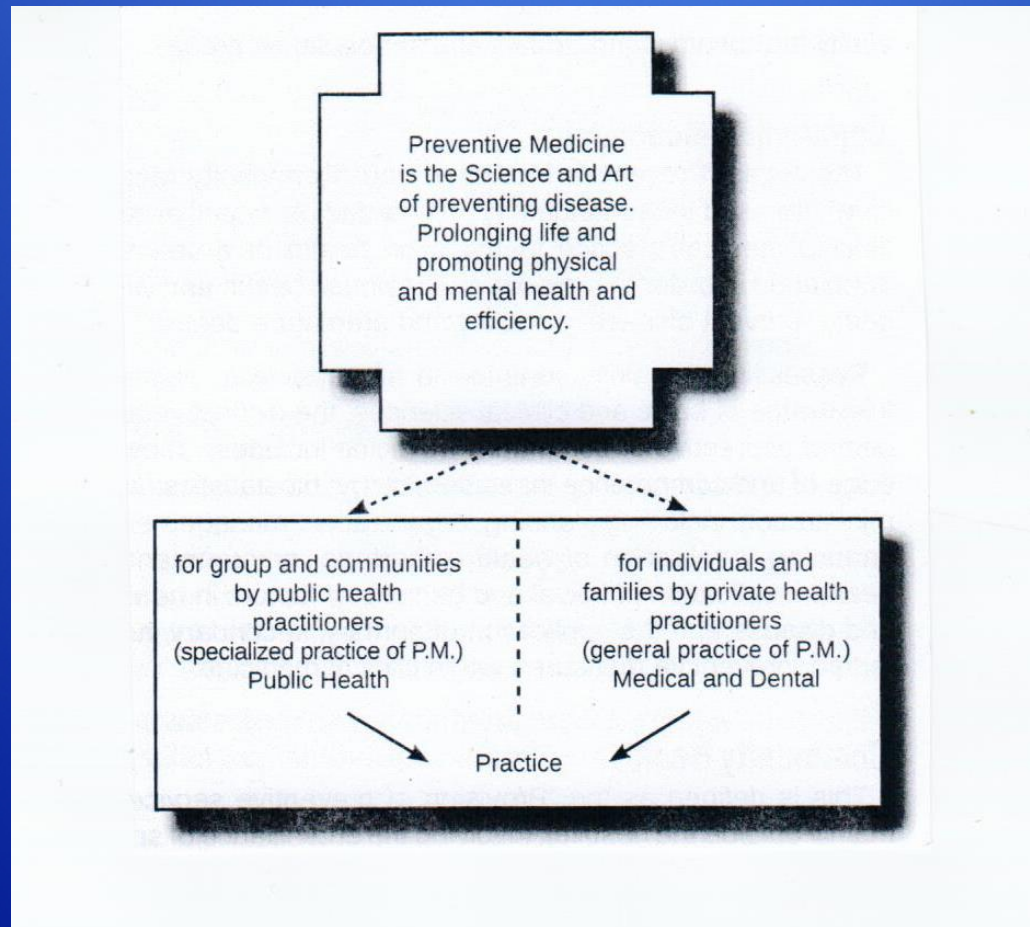 Preventive Medicine
is the Science and Art
of preventing disease.
Prolonging life and
promoting physical
and mental health and
efficiency.
for group and communities
by public health
practitioners
(specialized practice of P.M.)
Public Health
for individuals and
families by private health
practitioners
(general practice of P.M.)
Medical and Dental
Practice